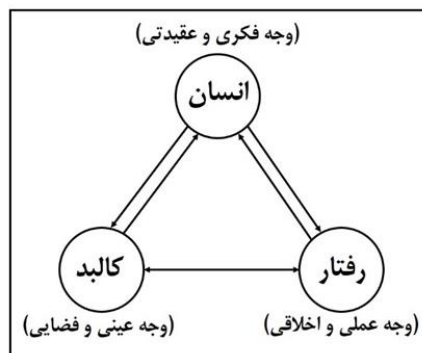 (وجه فکری و عقیدتی)
انسان
رفتار
کالبد
(وجه عملی و اخلاقی)
(وجه عینی و فضایی)